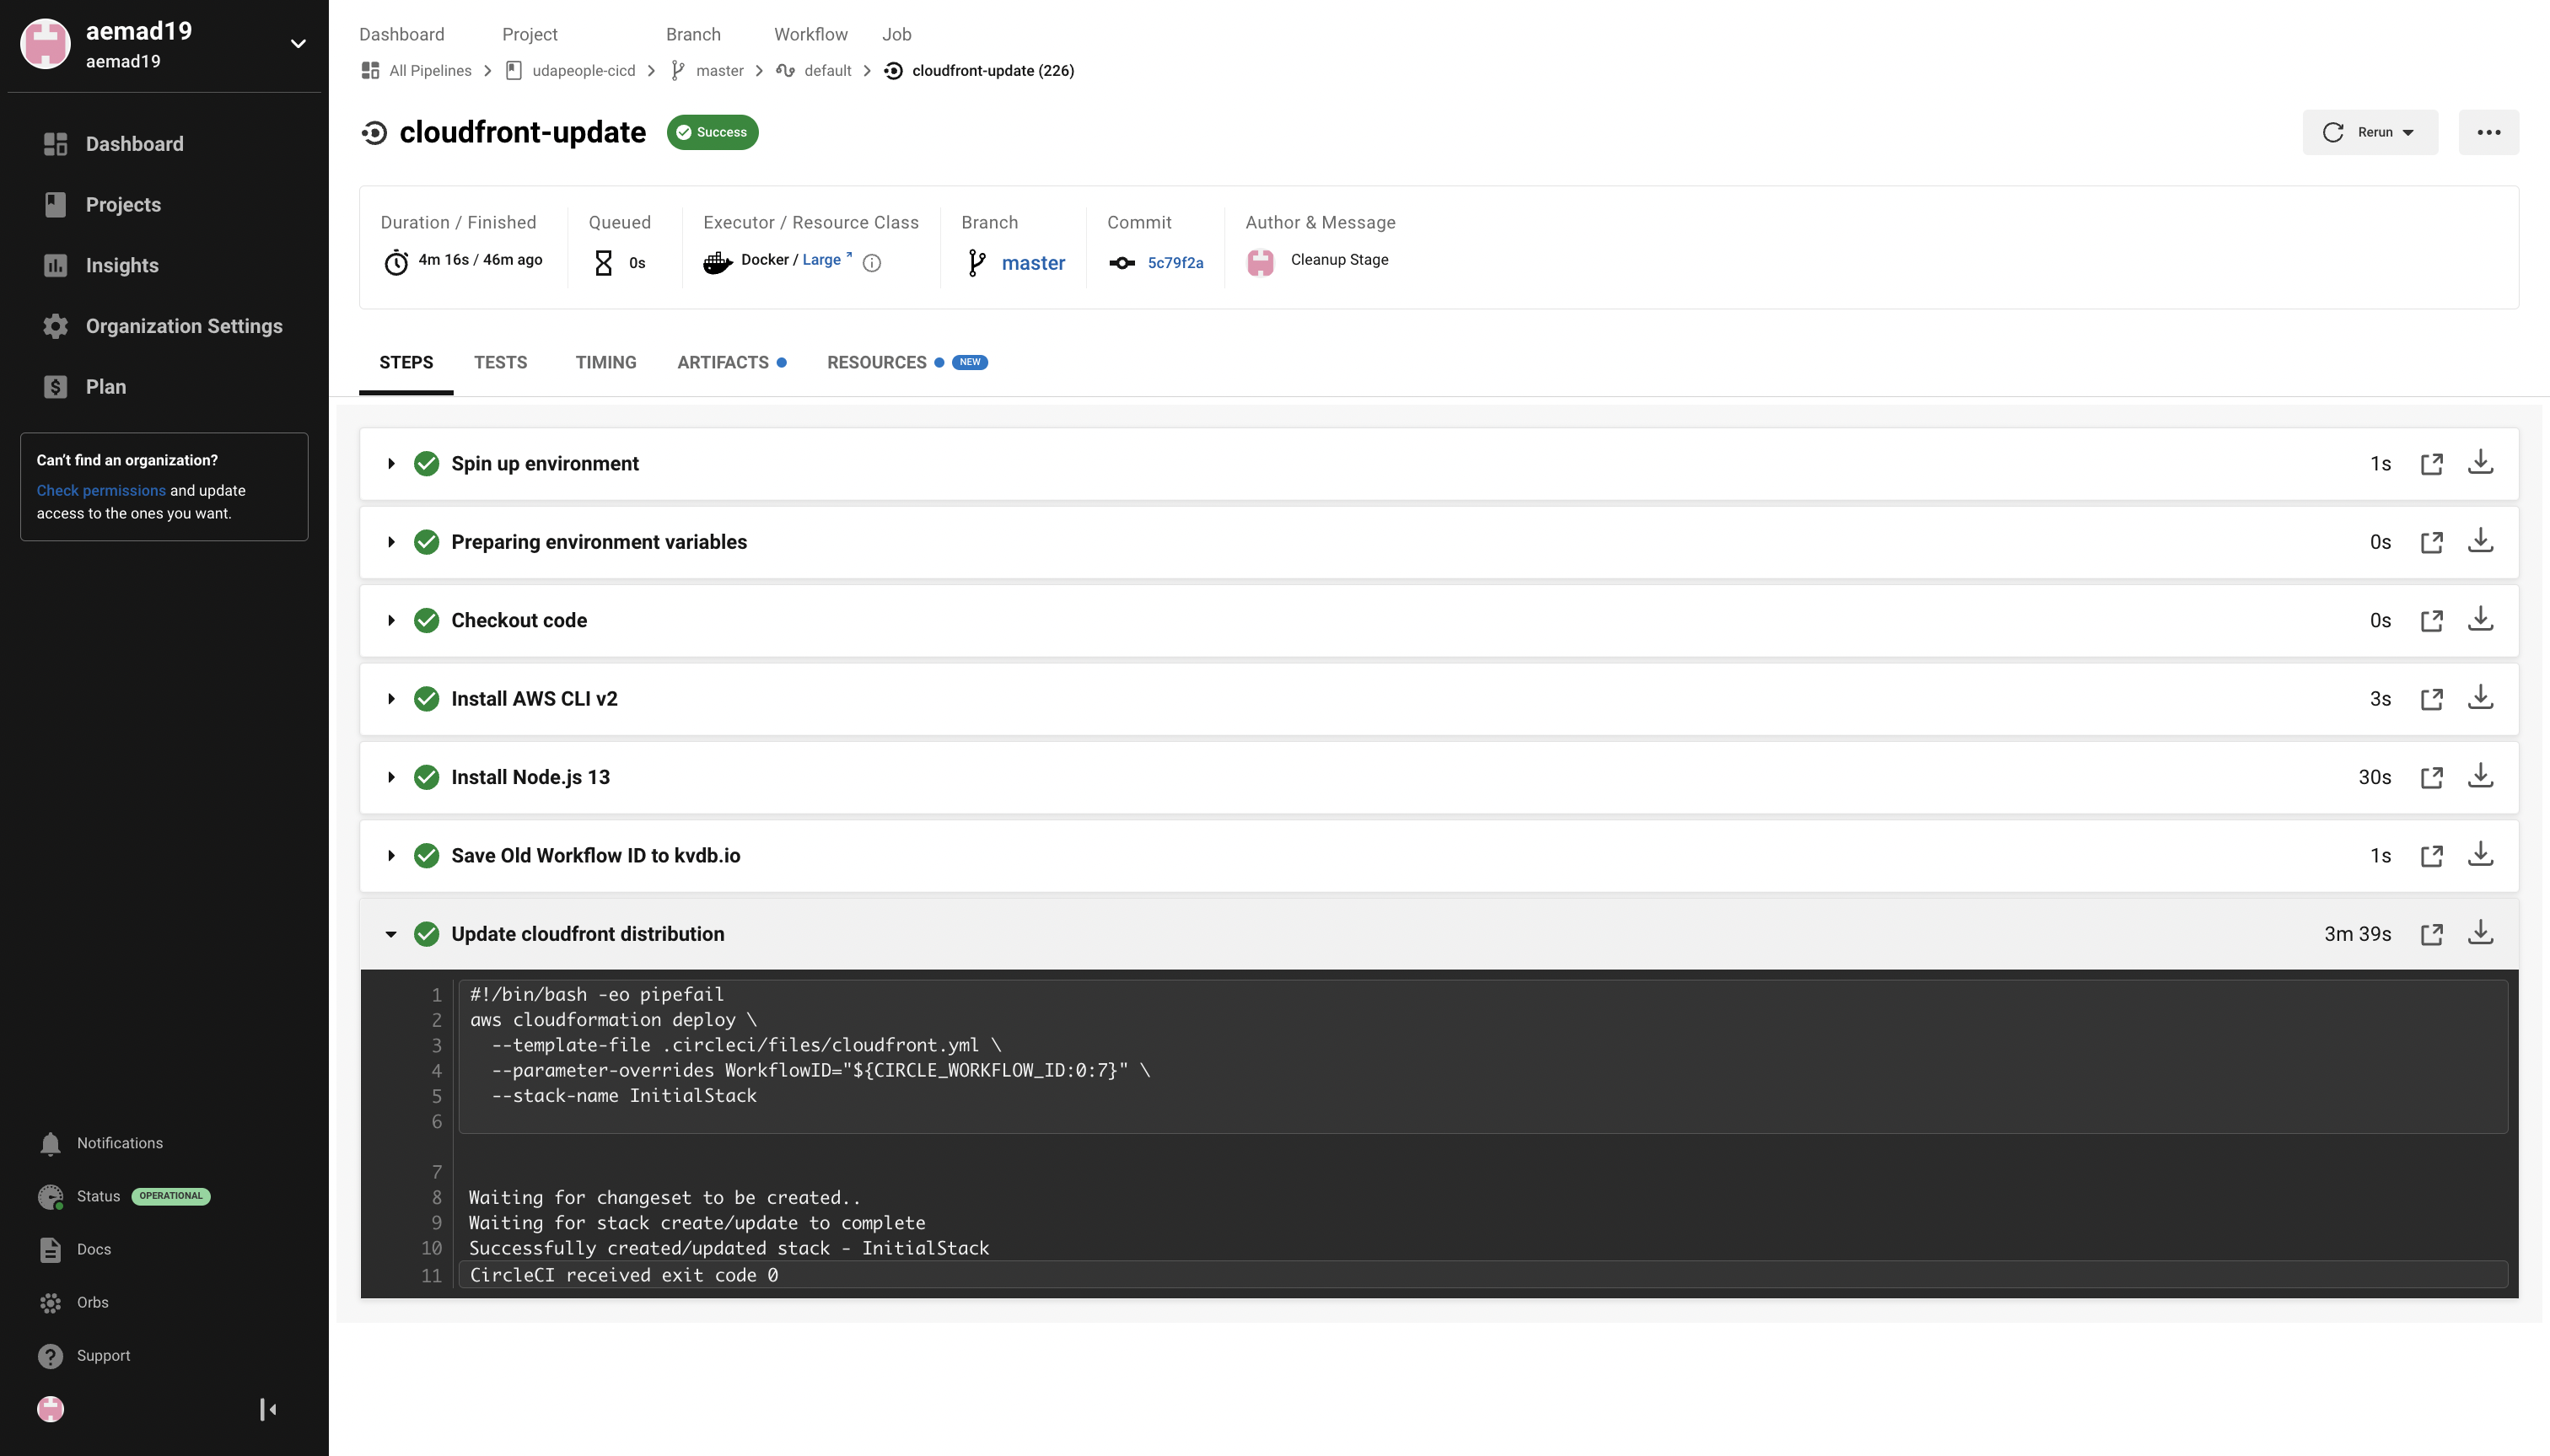 aemad19
aemad19
Dashboard
Projects
Insights
Organization Settings
Plan
Can't find an organization?
Check permissions and update
access to the ones you want.
Notifications
Status OPERATIONAL
Docs
Orbs
Support
Dashboard Project Branch Workflow Job
All Pipelines udapeople-cicd master default cloudfront-update (226)
cloudfront-update Success
Rerun
Duration / Finished Queued Executor / Resource Class Branch Commit Author & Message
4m 16s / 46m ago 0s Docker / Large master 5c79f2a Cleanup Stage
STEPS TESTS TIMING ARTIFACTS RESOURCES NEW
Spin up environment 1s
Preparing environment variables 0s
Checkout code 0s
Install AWS CLI v2 3s
Install Node.js 13 30s
Save Old Workflow ID to kvdb.io 1s
Update cloudfront distribution 3m 39s
1 #!/bin/bash -eo pipefail
2 aws cloudformation deploy \
3 --template-file .circleci/files/cloudfront.yml \
4 --parameter-overrides WorkflowID="${CIRCLE_WORKFLOW_ID:0:7}" \
5 --stack-name InitialStack
6
7
8 Waiting for changeset to be created..
9 Waiting for stack create/update to complete
10 Successfully created/updated stack - InitialStack
11 CircleCI received exit code 0